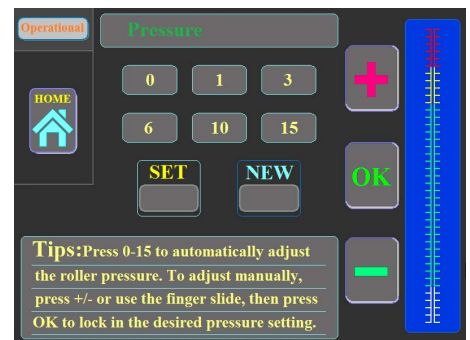 Operational
Pressure
HOME
0 1 3
6 10 15
SET NEW
OK
Tips:Press 0-15 to automatically adjust
the roller pressure. To adjust manually,
press +/- or use the finger slide, then press
OK to lock in the desired pressure setting.